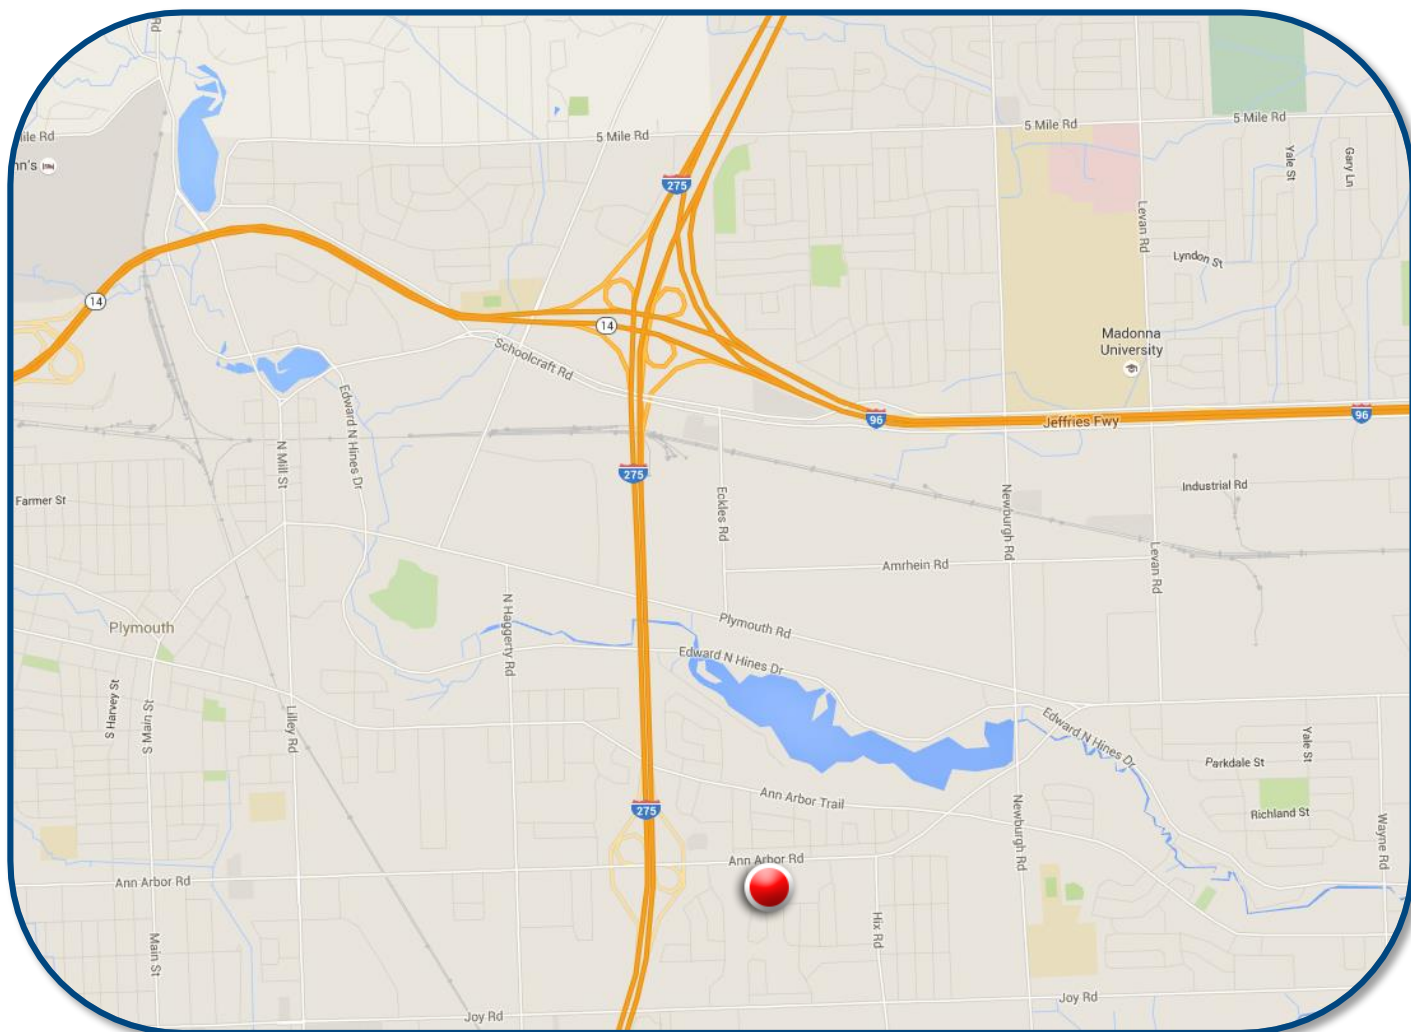 5 Mile Rd
5 Mile Rd
5 Mile Rd
ile Rd
nn's
Yale St
Gary Ln
275
Levan Rd
Lyndon St
14
14
Madonna
University
Schoolcraft Rd
Edward N Hines Dr
96
Jeffries Fwy
96
N Mill St
275
Farmer St
Eckles Rd
Newburgh Rd
Industrial Rd
Levan Rd
Amrhein Rd
N Haggerty Rd
Plymouth
Plymouth Rd
Edward N Hines Dr
S Harvey St
S Main St
Lilley Rd
Edward N Hines Dr
Yale St
Parkdale St
Ann Arbor Trail
275
Newburgh Rd
Richland St
Wayne Rd
Ann Arbor Rd
Ann Arbor Rd
Main St
Hix Rd
Joy Rd
Joy Rd